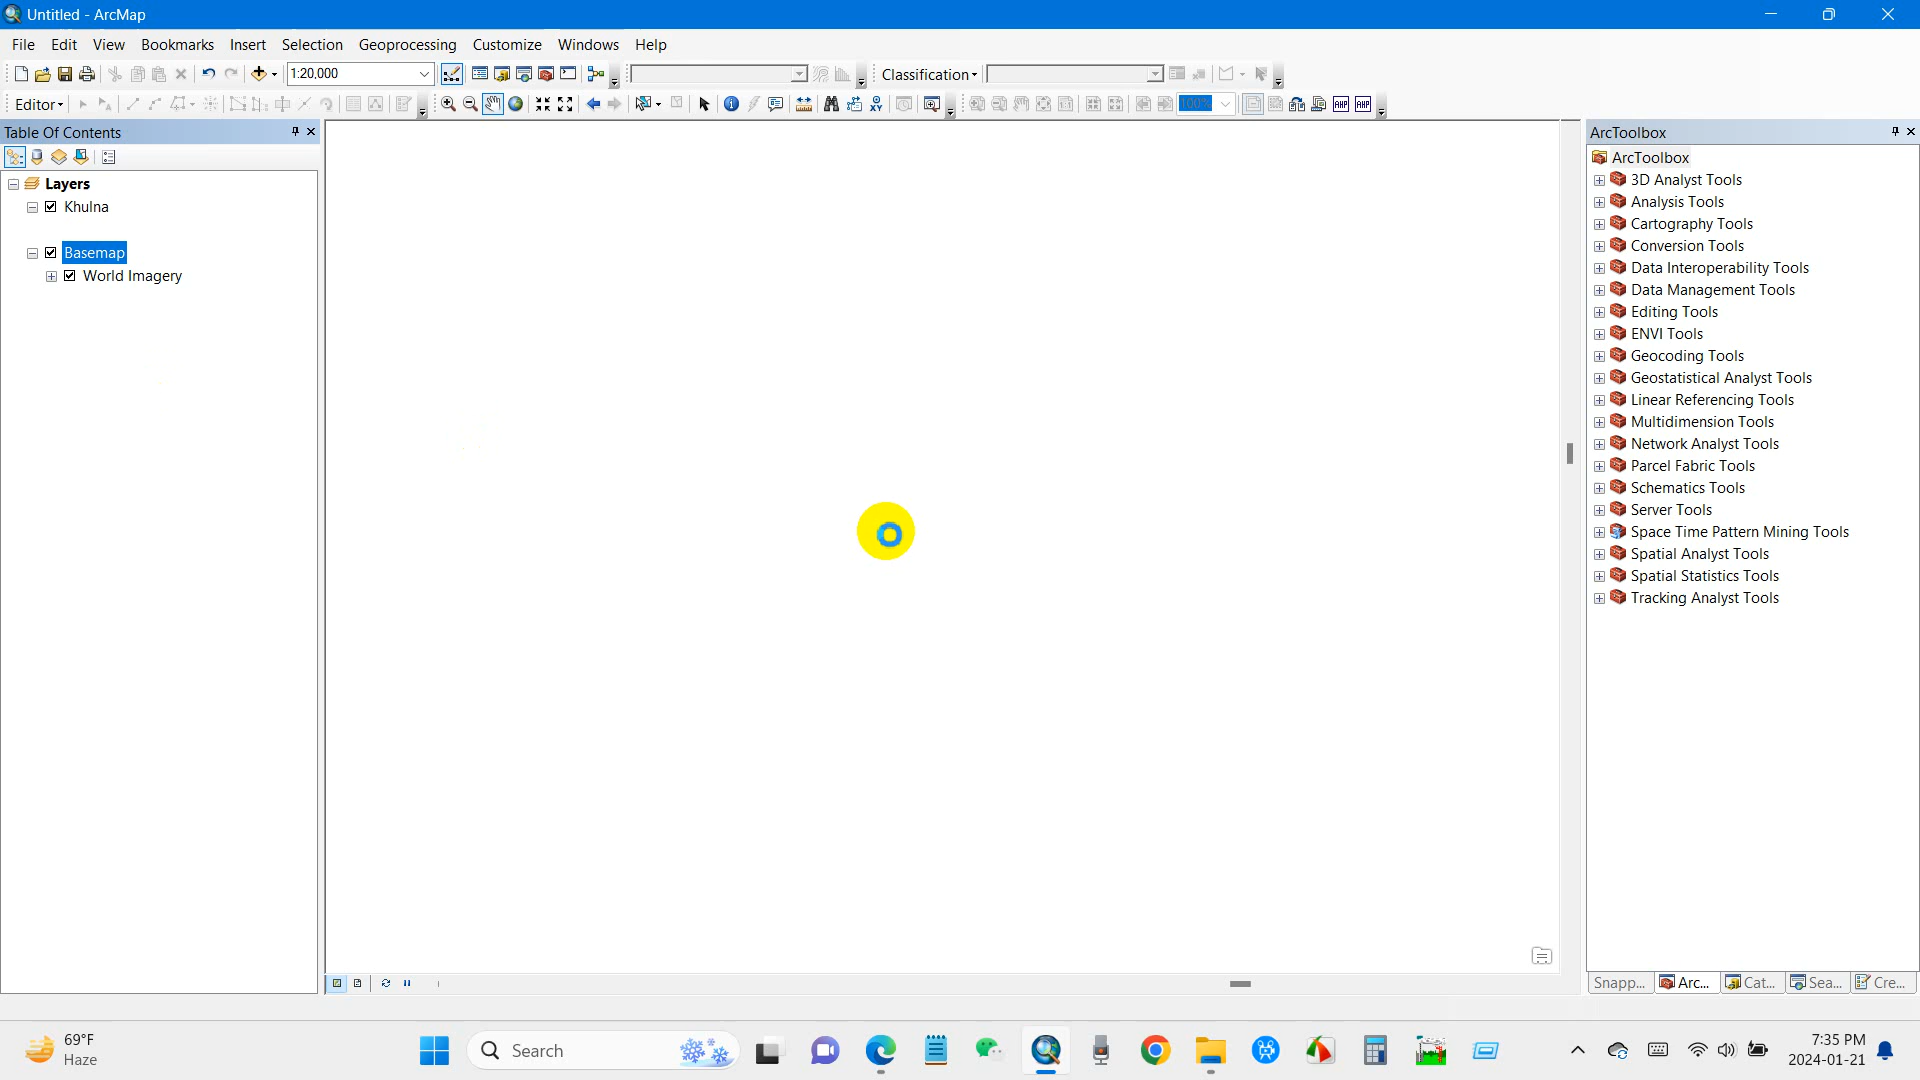 Untitled - ArcMap
File Edit View Bookmarks Insert Selection Geoprocessing Customize Windows Help
1:20,000
Classification
Editor
100%
AHP AHP
Table Of Contents
Layers
Khulna
Basemap
World Imagery
ArcToolbox
ArcToolbox
3D Analyst Tools
Analysis Tools
Cartography Tools
Conversion Tools
Data Interoperability Tools
Data Management Tools
Editing Tools
ENVI Tools
Geocoding Tools
Geostatistical Analyst Tools
Linear Referencing Tools
Multidimension Tools
Network Analyst Tools
Parcel Fabric Tools
Schematics Tools
Server Tools
Space Time Pattern Mining Tools
Spatial Analyst Tools
Spatial Statistics Tools
Tracking Analyst Tools
Snapp... Arc... Cat... Sea... Cre...
69°F
Haze
Search
7:35 PM
2024-01-21